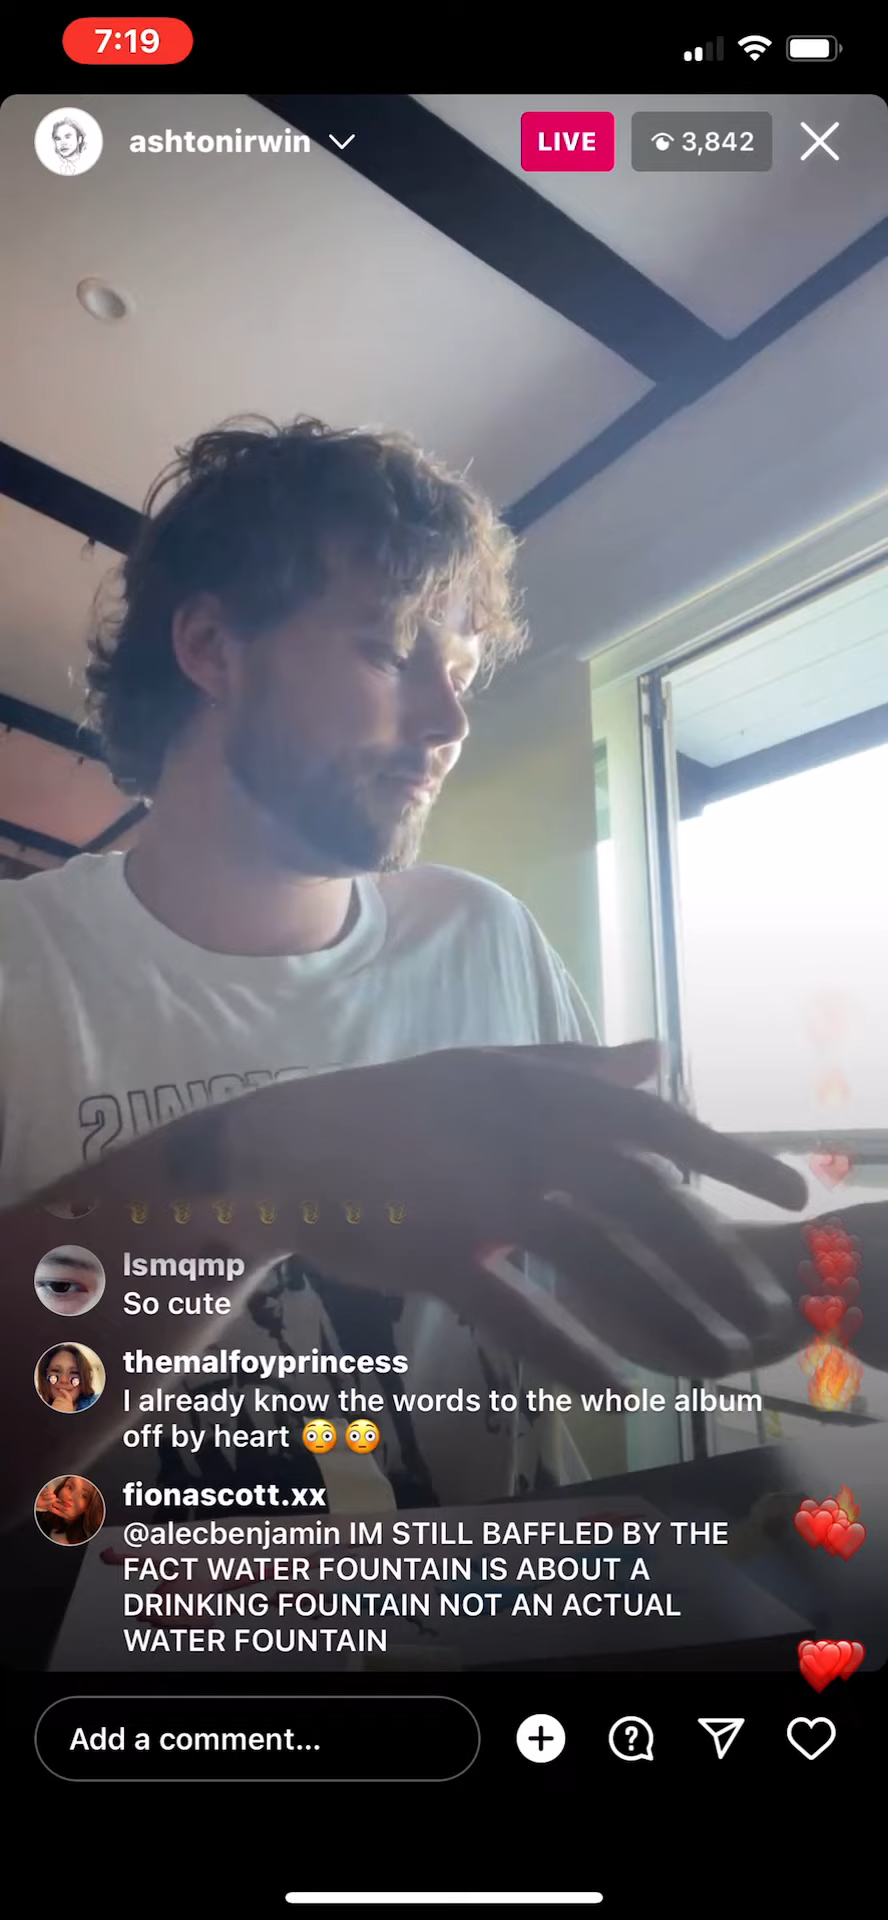 7:19
ashtonirwin
LIVE
3,842
lsmqmp
So cute
themalfoyprincess
I already know the words to the whole album
off by heart 😳😳
fionascott.xx
@alecbenjamin IM STILL BAFFLED BY THE
FACT WATER FOUNTAIN IS ABOUT A
DRINKING FOUNTAIN NOT AN ACTUAL
WATER FOUNTAIN
Add a comment...